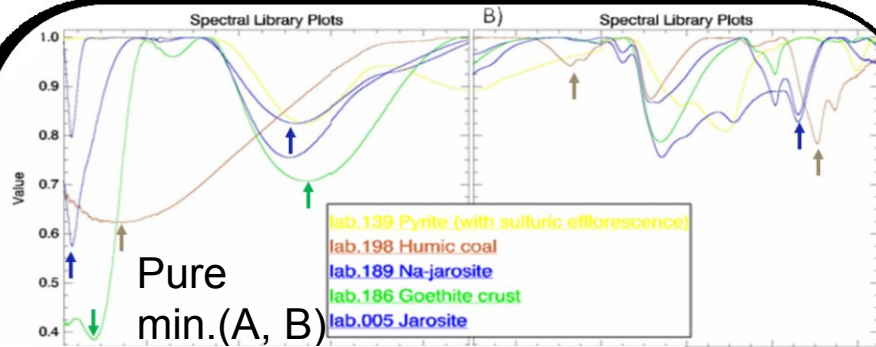 Spectral Library Plots
B)
Spectral Library Plots
1.0
0.9
0.8
0.7
0.6
0.5
0.4
Value
lab.139 Pyrite (with sulfuric efflorescence)
lab.198 Humic coal
lab.189 Na-jarosite
lab.186 Goethite crust
lab.005 Jarosite
Pure
min.(A, B)